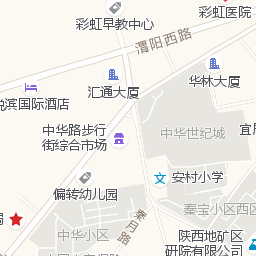 彩虹医院
彩虹早教中心
渭阳西路
华林大厦
汇通大厦
滨国际酒店
中华世纪城
中华路步行
街综合市场
安村小学
偏转幼儿园
秦宝小区西区
秦月路
中华小区
陕西地矿区
研院有限公司